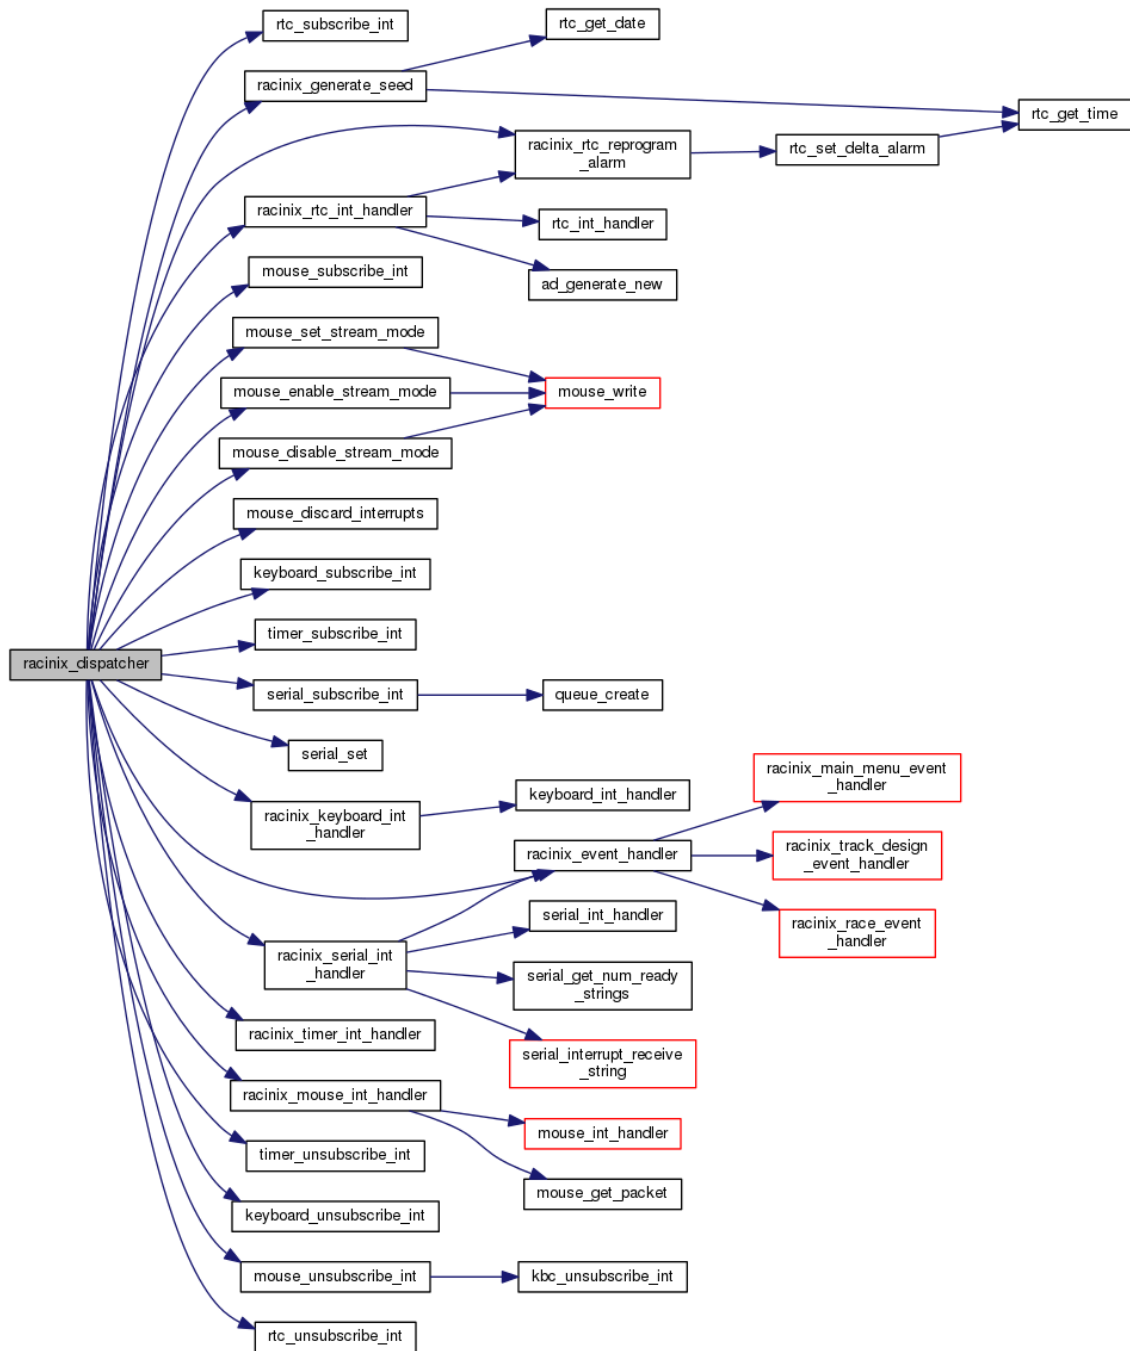 rtc_subscribe_int
rtc_get_date
racinix_generate_seed
rtc_get_time
racinix_rtc_reprogram
_alarm
rtc_set_delta_alarm
racinix_rtc_int_handler
rtc_int_handler
mouse_subscribe_int
ad_generate_new
mouse_set_stream_mode
mouse_enable_stream_mode
mouse_write
mouse_disable_stream_mode
mouse_discard_interrupts
keyboard_subscribe_int
timer_subscribe_int
racinix_dispatcher
serial_subscribe_int
queue_create
serial_set
racinix_main_menu_event
_handler
keyboard_int_handler
racinix_keyboard_int
_handler
racinix_event_handler
racinix_track_design
_event_handler
serial_int_handler
racinix_race_event
_handler
racinix_serial_int
_handler
serial_get_num_ready
_strings
racinix_timer_int_handler
serial_interrupt_receive
_string
racinix_mouse_int_handler
mouse_int_handler
timer_unsubscribe_int
mouse_get_packet
keyboard_unsubscribe_int
mouse_unsubscribe_int
kbc_unsubscribe_int
rtc_unsubscribe_int